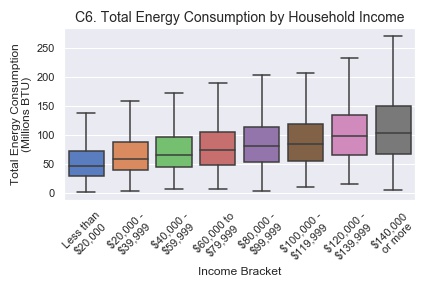 C6. Total Energy Consumption by Household Income
Total Energy Consumption
(Millions BTU)
250
200
150
100
50
0
Less than
$20,000
$20,000 -
$39,999
$40,000 -
$59,999
$60,000 to
$79,999
$80,000 -
$99,999
$100,000 -
$119,999
$120,000 -
$139,999
$140,000
or more
Income Bracket